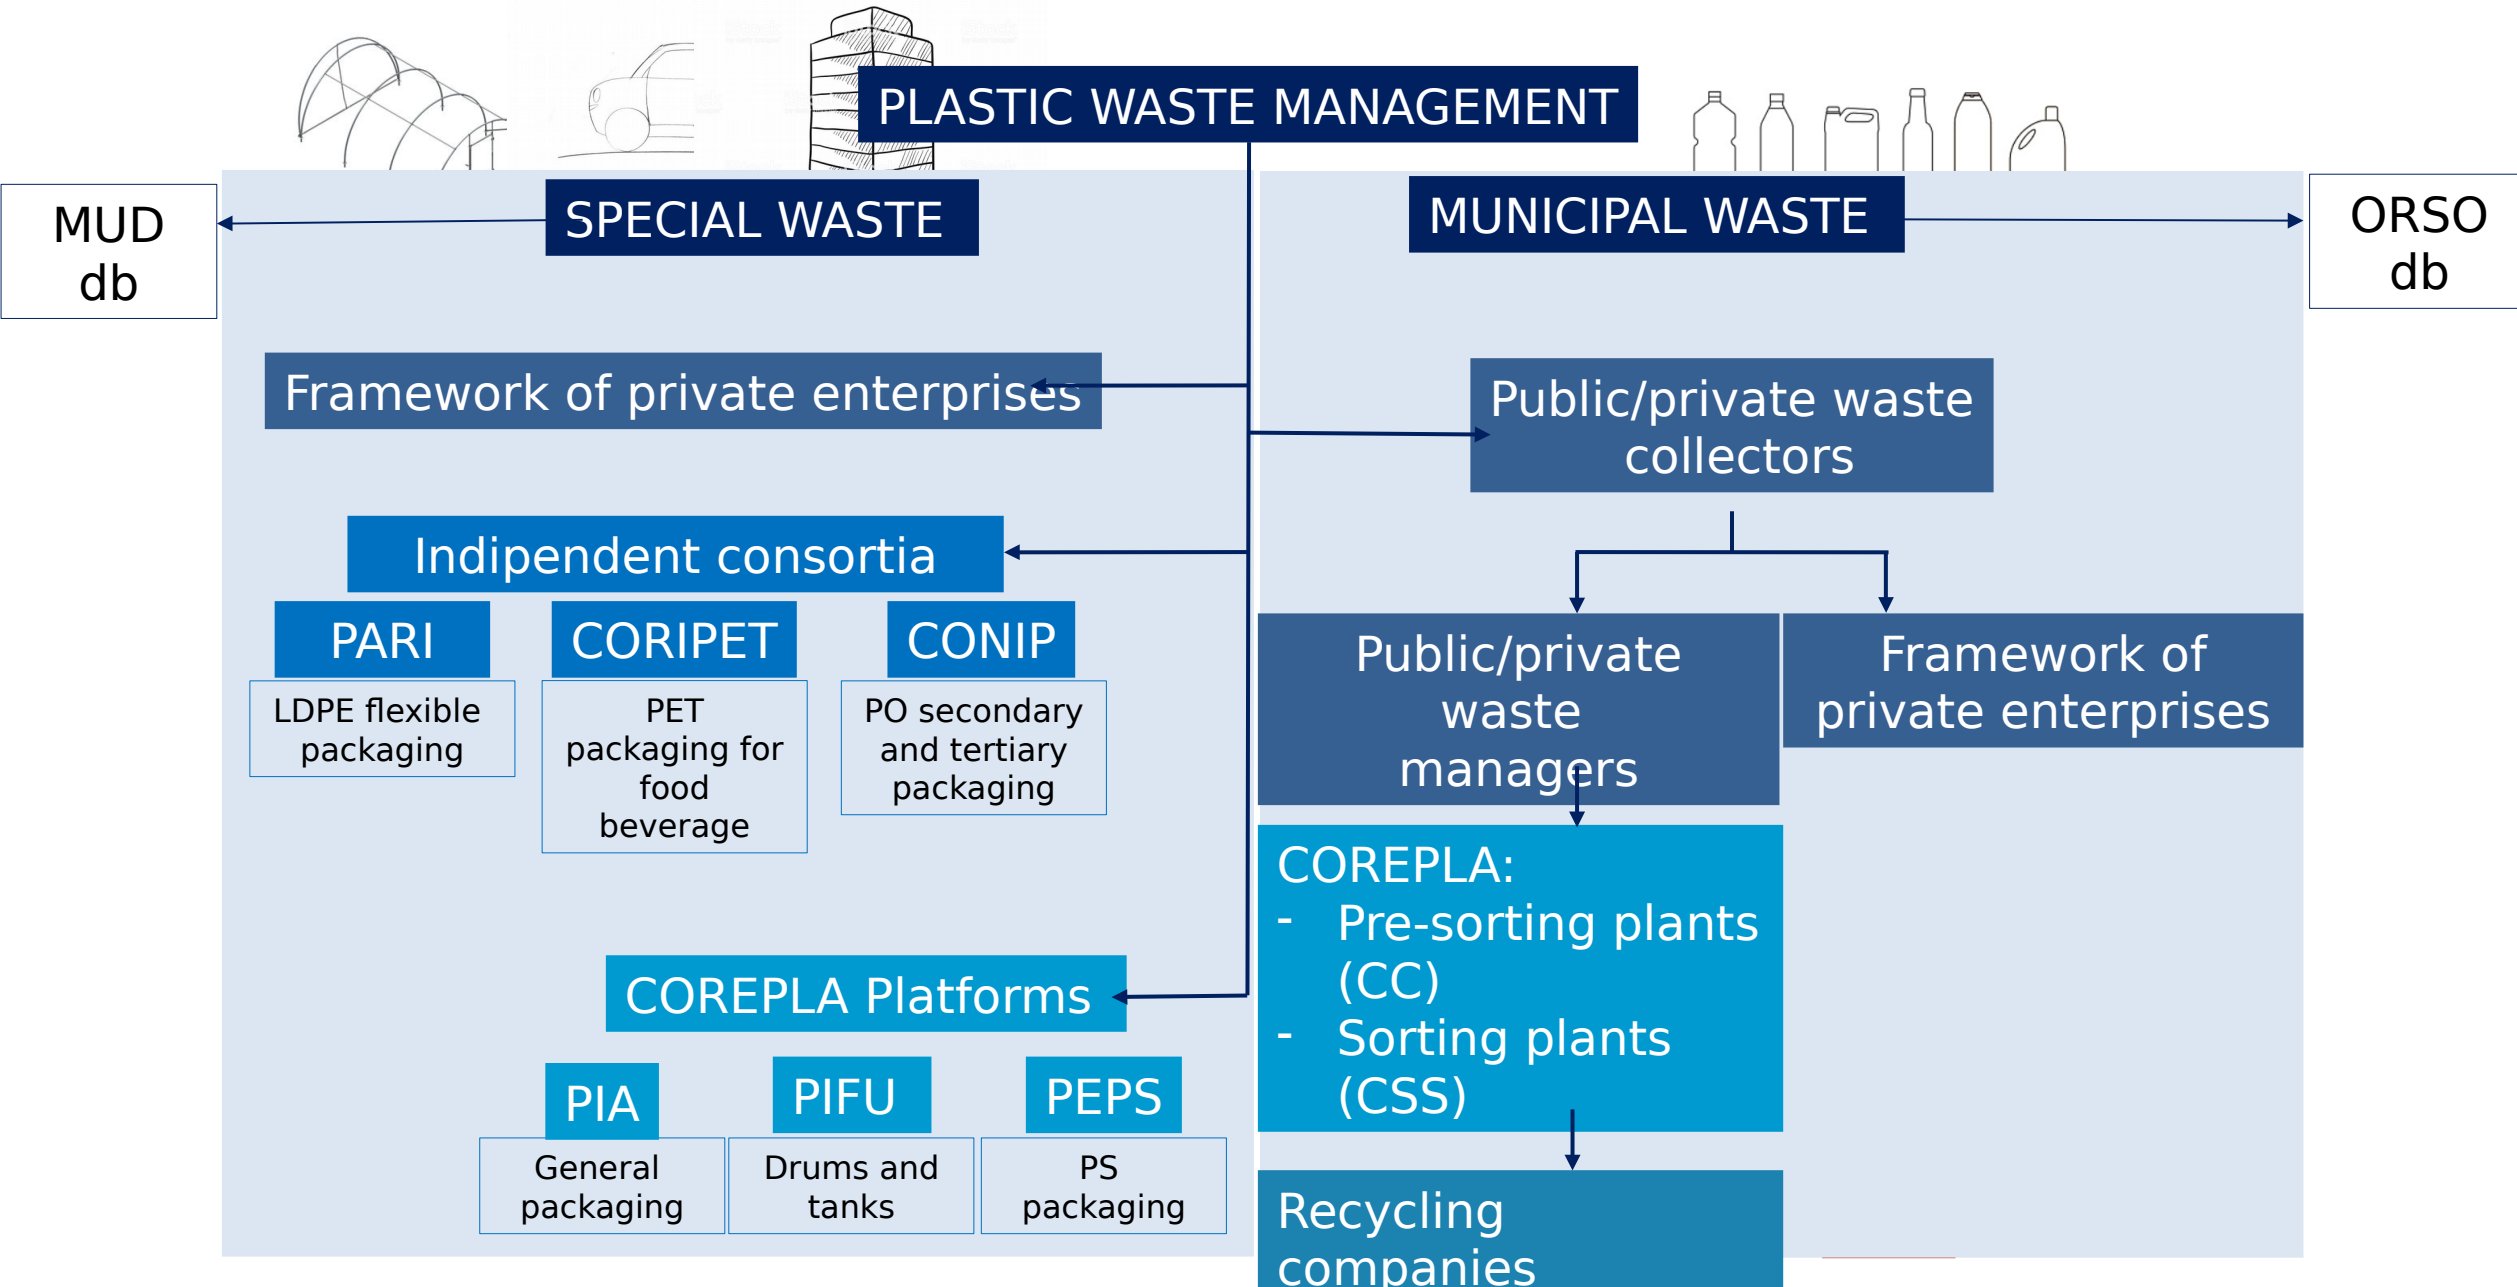 PLASTIC WASTE MANAGEMENT
MUD
db
SPECIAL WASTE
MUNICIPAL WASTE
ORSO
db
Framework of private enterprises
Public/private waste
collectors
Indipendent consortia
PARI
CORIPET
CONIP
LDPE flexible
packaging
PET
packaging for
food
beverage
PO secondary
and tertiary
packaging
Public/private
waste
managers
Framework of
private enterprises
COREPLA:
- Pre-sorting plants
(CC)
- Sorting plants
(CSS)
COREPLA Platforms
PIA
PIFU
PEPS
General
packaging
Drums and
tanks
PS
packaging
Recycling
companies